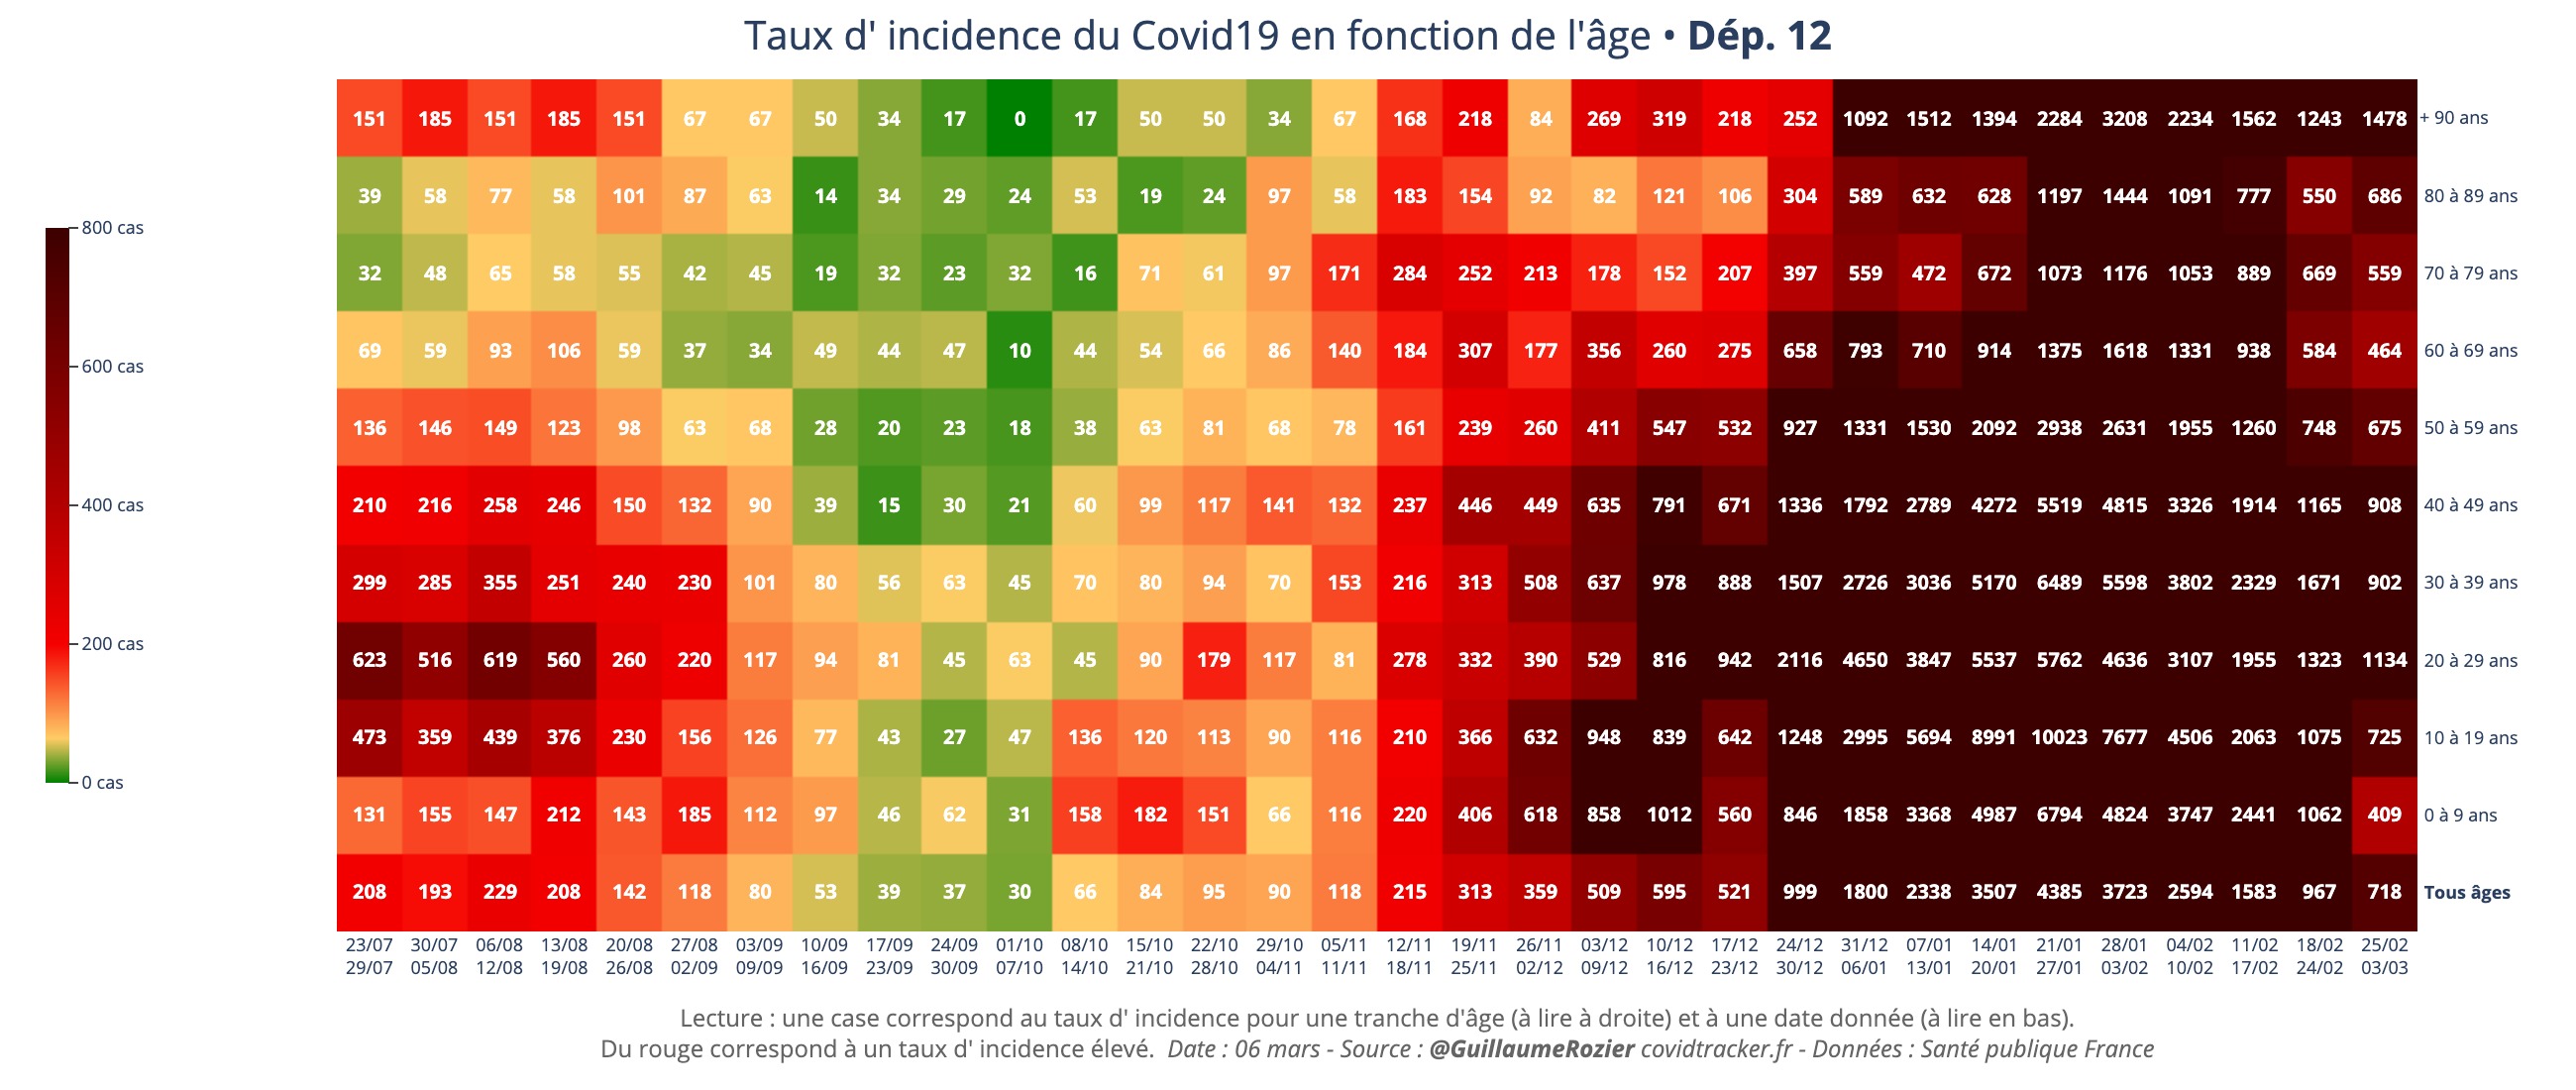 Taux d' incidence du Covid19 en fonction de l'âge • Dép. 12
151 185 151 185 151 67 67 50 34 17 0 17 50 50 34 67 168 218 84 269 319 218 252 1092 1512 1394 2284 3208 2234 1562 1243 1478 + 90 ans
39 58 77 58 101 87 63 14 34 29 24 53 19 24 97 58 183 154 92 82 121 106 304 589 632 628 1197 1444 1091 777 550 686 80 à 89 ans
800 cas
32 48 65 58 55 42 45 19 32 23 32 16 71 61 97 171 284 252 213 178 152 207 397 559 472 672 1073 1176 1053 889 669 559 70 à 79 ans
69 59 93 106 59 37 34 49 44 47 10 44 54 66 86 140 184 307 177 356 260 275 658 793 710 914 1375 1618 1331 938 584 464 60 à 69 ans
600 cas
136 146 149 123 98 63 68 28 20 23 18 38 63 81 68 78 161 239 260 411 547 532 927 1331 1530 2092 2938 2631 1955 1260 748 675 50 à 59 ans
400 cas
210 216 258 246 150 132 90 39 15 30 21 60 99 117 141 132 237 446 449 635 791 671 1336 1792 2789 4272 5519 4815 3326 1914 1165 908 40 à 49 ans
299 285 355 251 240 230 101 80 56 63 45 70 80 94 70 153 216 313 508 637 978 888 1507 2726 3036 5170 6489 5598 3802 2329 1671 902 30 à 39 ans
200 cas
623 516 619 560 260 220 117 94 81 45 63 45 90 179 117 81 278 332 390 529 816 942 2116 4650 3847 5537 5762 4636 3107 1955 1323 1134 20 à 29 ans
473 359 439 376 230 156 126 77 43 27 47 136 120 113 90 116 210 366 632 948 839 642 1248 2995 5694 8991 10023 7677 4506 2063 1075 725 10 à 19 ans
0 cas
131 155 147 212 143 185 112 97 46 62 31 158 182 151 66 116 220 406 618 858 1012 560 846 1858 3368 4987 6794 4824 3747 2441 1062 409 0 à 9 ans
208 193 229 208 142 118 80 53 39 37 30 66 84 95 90 118 215 313 359 509 595 521 999 1800 2338 3507 4385 3723 2594 1583 967 718 Tous âges
23/07 30/07 06/08 13/08 20/08 27/08 03/09 10/09 17/09 24/09 01/10 08/10 15/10 22/10 29/10 05/11 12/11 19/11 26/11 03/12 10/12 17/12 24/12 31/12 07/01 14/01 21/01 28/01 04/02 11/02 18/02 25/02
29/07 05/08 12/08 19/08 26/08 02/09 09/09 16/09 23/09 30/09 07/10 14/10 21/10 28/10 04/11 11/11 18/11 25/11 02/12 09/12 16/12 23/12 30/12 06/01 13/01 20/01 27/01 03/02 10/02 17/02 24/02 03/03
Lecture : une case correspond au taux d' incidence pour une tranche d'âge (à lire à droite) et à une date donnée (à lire en bas).
Du rouge correspond à un taux d' incidence élevé. Date : 06 mars - Source : @GuillaumeRozier covidtracker.fr - Données : Santé publique France